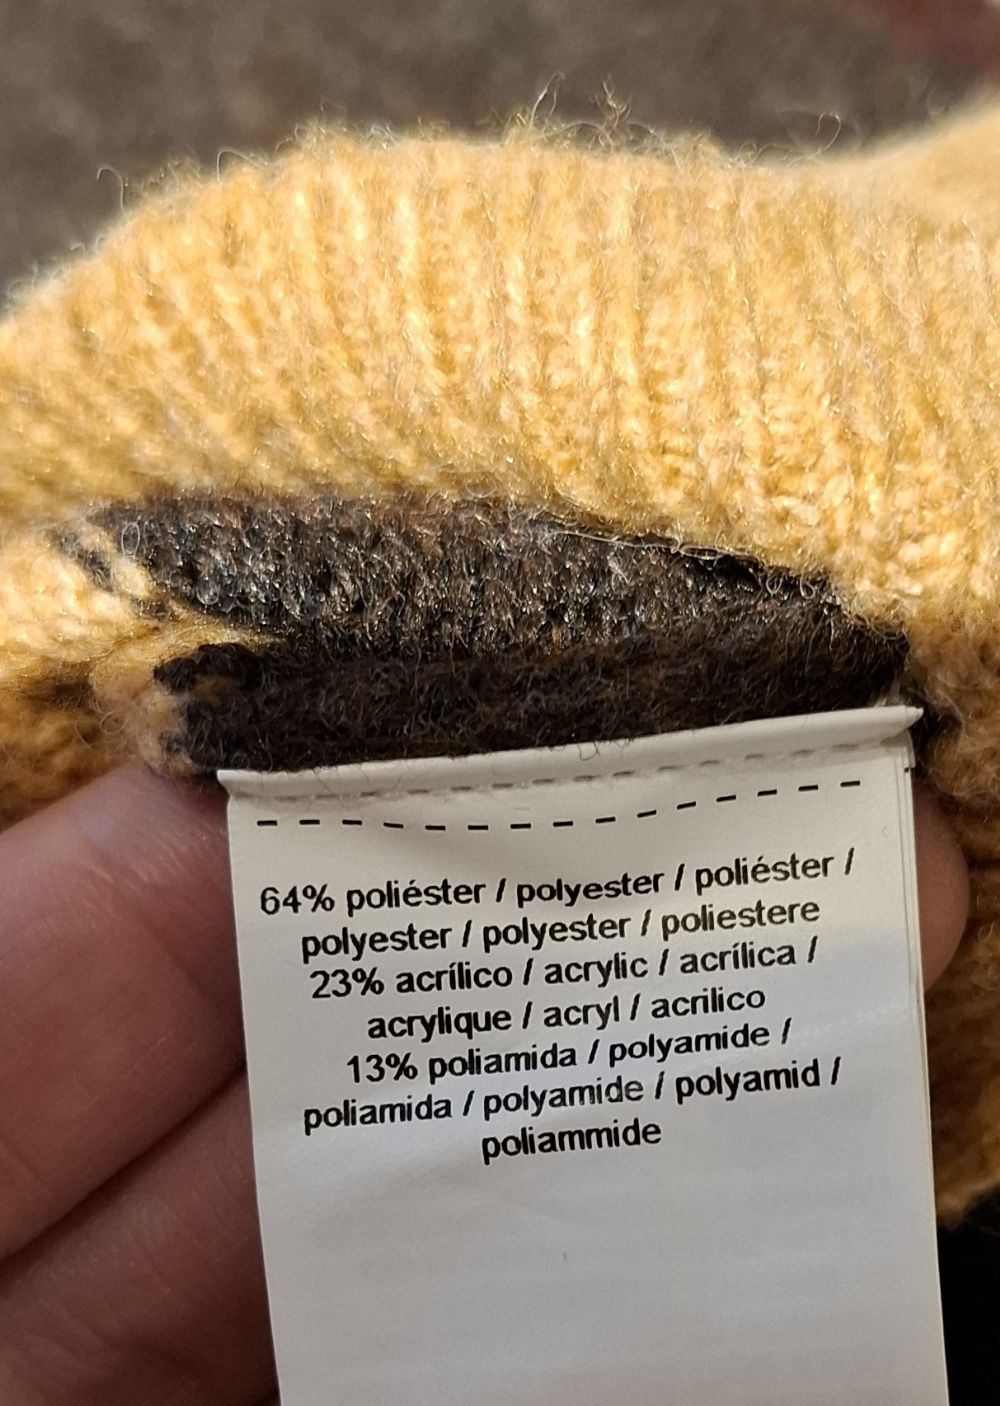 64% poliéster / polyester / poliéster /
polyester / polyester / poliestere
23% acrílico / acrylic / acrílica /
acrylique / acryl / acrilico
13% poliamida / polyamide /
poliamida / polyamide / polyamid /
poliammide